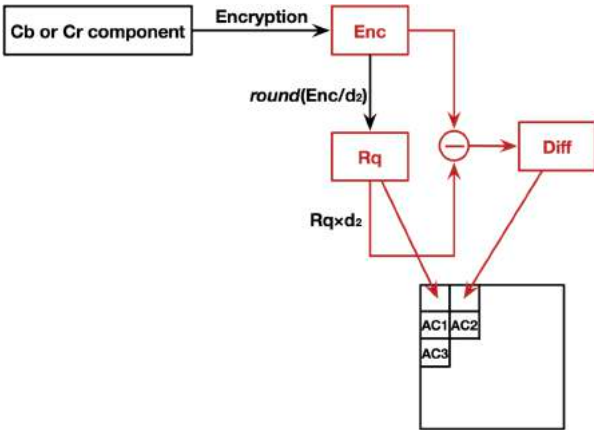 Cb or Cr component
Encryption
Enc
round(Enc/d₂)
Rq
Diff
Rq×d₂
AC1 AC2
AC3